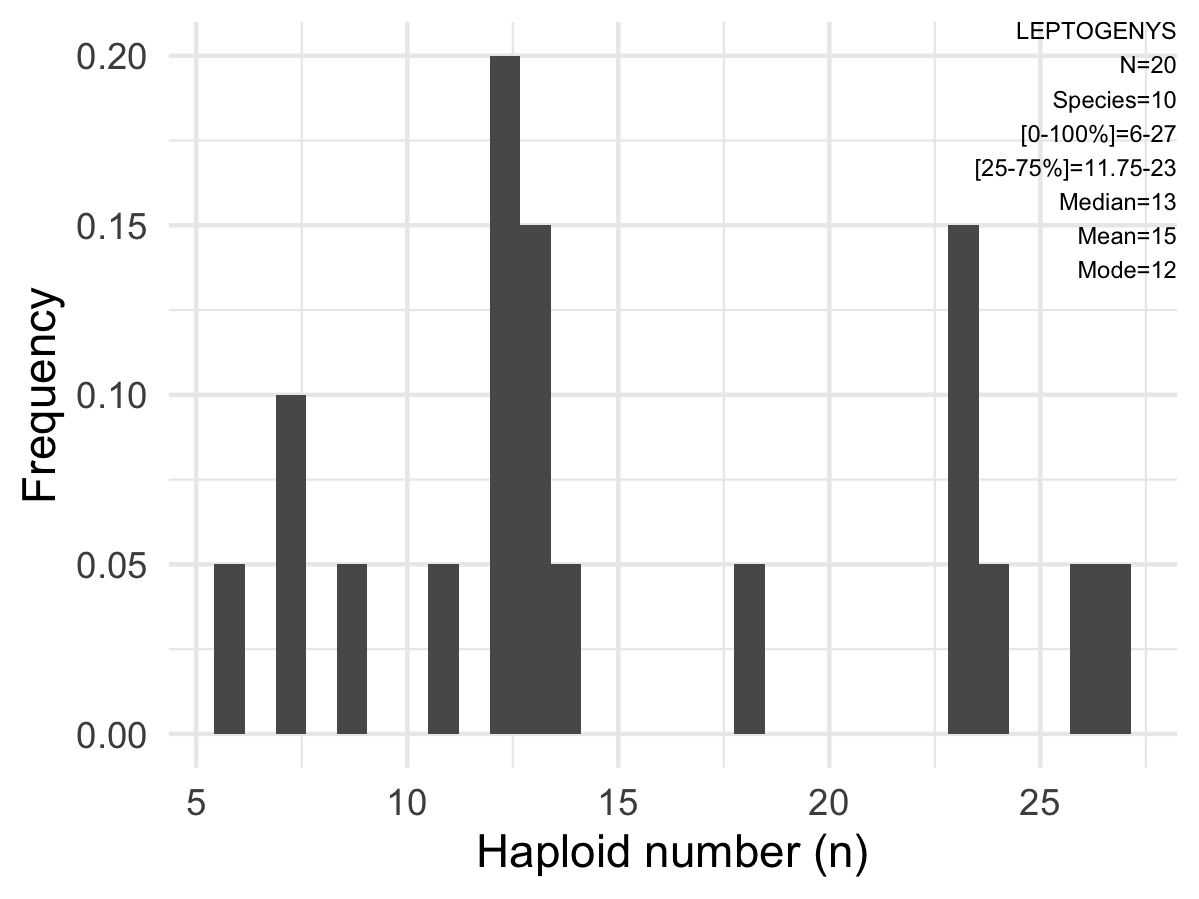 LEPTOGENYS
N=20
Species=10
[0-100%]=6-27
[25-75%]=11.75-23
Median=13
Mean=15
Mode=12
0.20
0.15
0.10
0.05
0.00
Frequency
5 10 15 20 25
Haploid number (n)